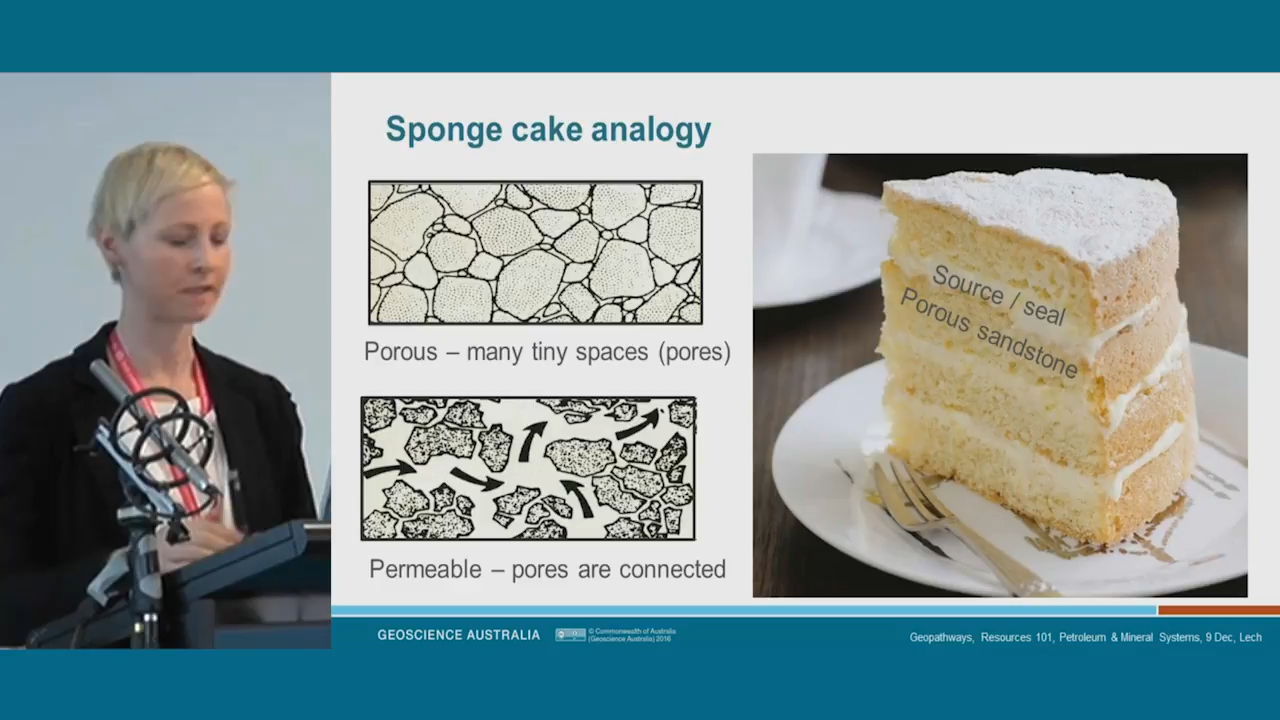 Sponge cake analogy
Porous – many tiny spaces (pores)
Permeable – pores are connected
Source / seal
Porous sandstone
GEOSCIENCE AUSTRALIA
© Commonwealth of Australia
(Geoscience Australia) 2016
Geopathways, Resources 101, Petroleum & Mineral Systems, 9 Dec, Lech